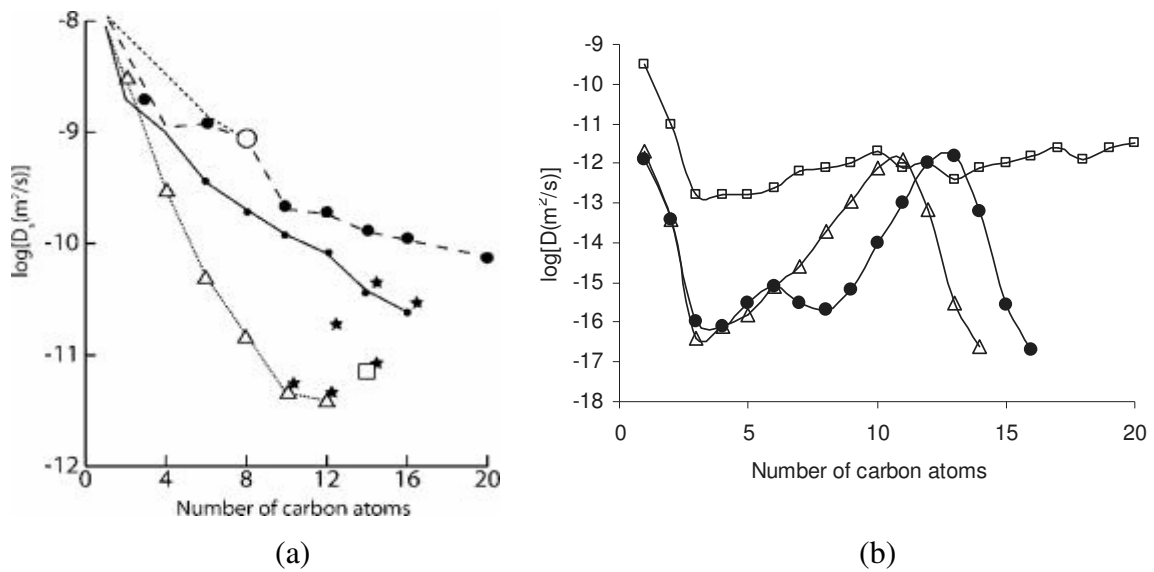 -8
-9
-10
-11
-12
log[Dₛ(m²/s)]
0 4 8 12 16 20
Number of carbon atoms
(a)
-9
-10
-11
-12
-13
-14
-15
-16
-17
-18
log[D(m²/s)]
0 5 10 15 20
Number of carbon atoms
(b)